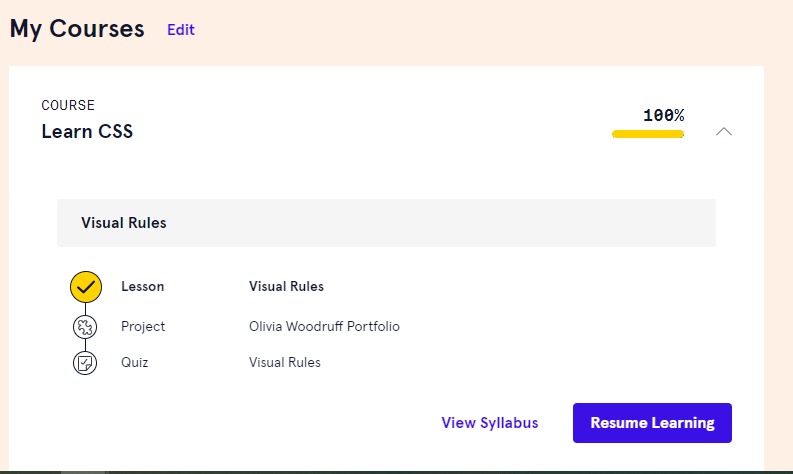 My Courses Edit
COURSE
Learn CSS
100%
Visual Rules
Lesson Visual Rules
Project Olivia Woodruff Portfolio
Quiz Visual Rules
View Syllabus Resume Learning